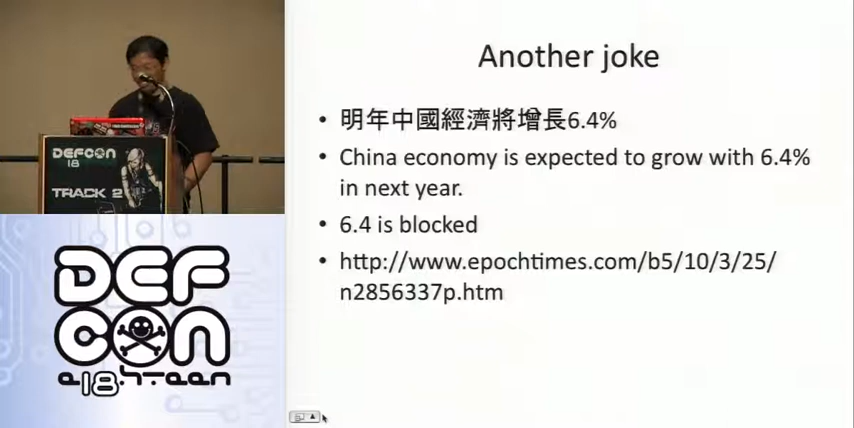 Another joke
• 明年中國經濟將增長6.4%
• China economy is expected to grow with 6.4%
in next year.
• 6.4 is blocked
• http://www.epochtimes.com/b5/10/3/25/
n2856337p.htm
DEFCON
18
TRACK 2
DEF
CON
e18hteen